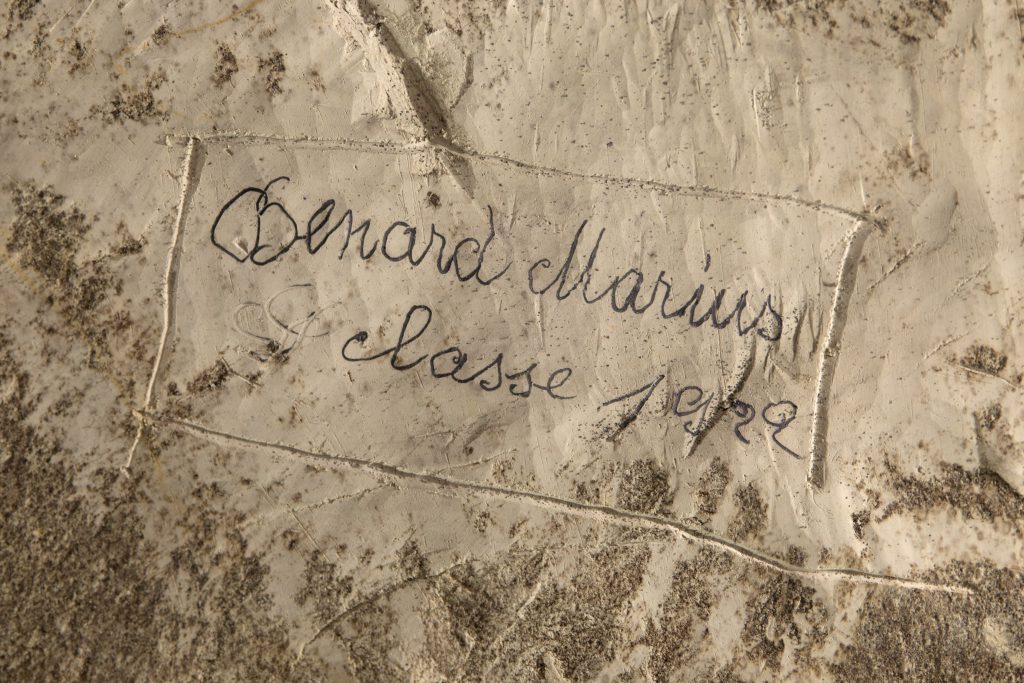 Benard Marius
classe 1922